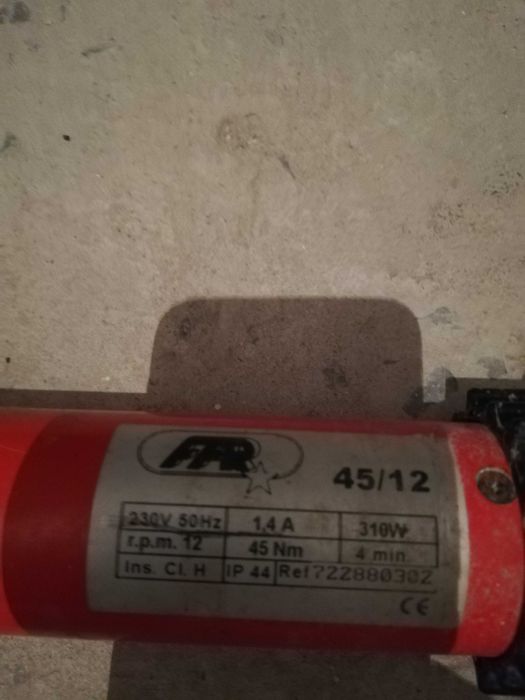 FAR
45/12
230V 50Hz 1,4 A 310W
r.p.m. 12 45 Nm 4 min
Ins. Cl. H IP 44 Ref722880302
CE